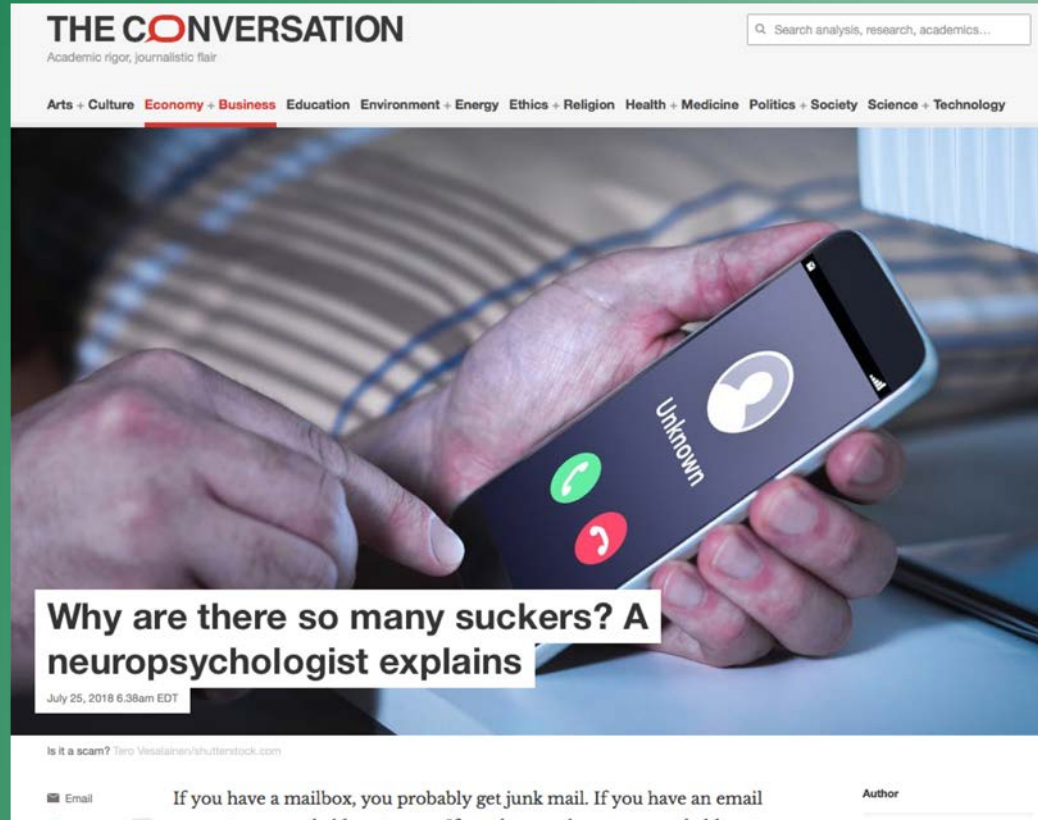 THE CONVERSATION
Academic rigor, journalistic flair
Search analysis, research, academics...
Arts + Culture Economy + Business Education Environment + Energy Ethics + Religion Health + Medicine Politics + Society Science + Technology
Unknown
Why are there so many suckers? A
neuropsychologist explains
July 25, 2018 6.38am EDT
Is it a scam? Tero Vesalainen/shutterstock.com
Email
If you have a mailbox, you probably get junk mail. If you have an email
Author